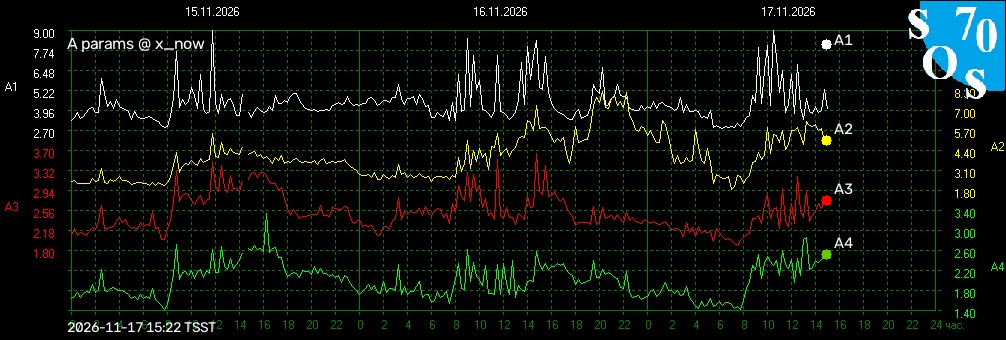 15.11.2026 16.11.2026 17.11.2026
S 70
O S
A params @ x_now
A1
A2
A3
A4
A1
9.00
7.74
6.48
5.22
3.96
2.70
A3
3.70
3.32
2.94
2.56
2.18
1.80
A2
7.00
5.70
4.40
3.10
1.80
A4
3.40
3.00
2.60
2.20
1.80
1.40
2026-11-17 15:22 TSST
12 14 16 18 20 22 0 2 4 6 8 10 12 14 16 18 20 22 0 2 4 6 8 10 12 14 16 18 20 22 24 час.